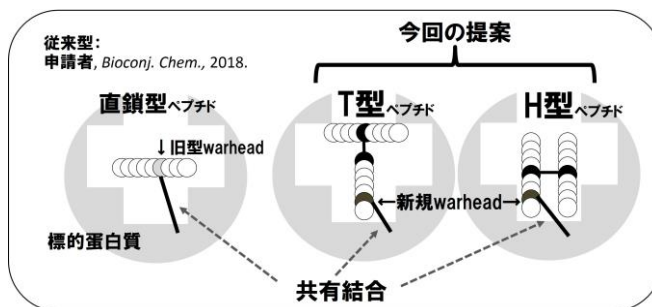 従来型：
申請者, Bioconj. Chem., 2018.
今回の提案
直鎖型ペプチド
T型ペプチド
H型ペプチド
↓旧型warhead
←新規warhead→
標的蛋白質
共有結合